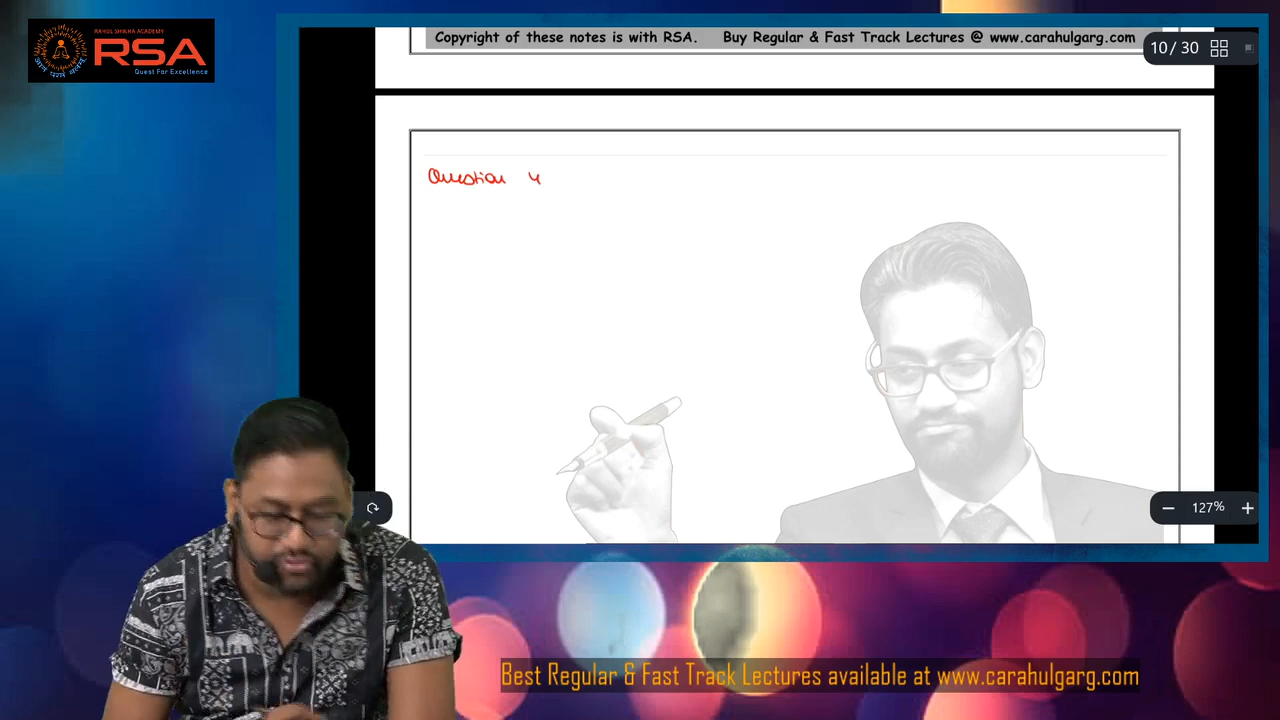 RAHUL SHIKHA ACADEMY
RSA
Quest For Excellence
Copyright of these notes is with RSA. Buy Regular & Fast Track Lectures @ www.carahulgarg.com
10 / 30
Question 4
127%
Best Regular & Fast Track Lectures available at www.carahulgarg.com